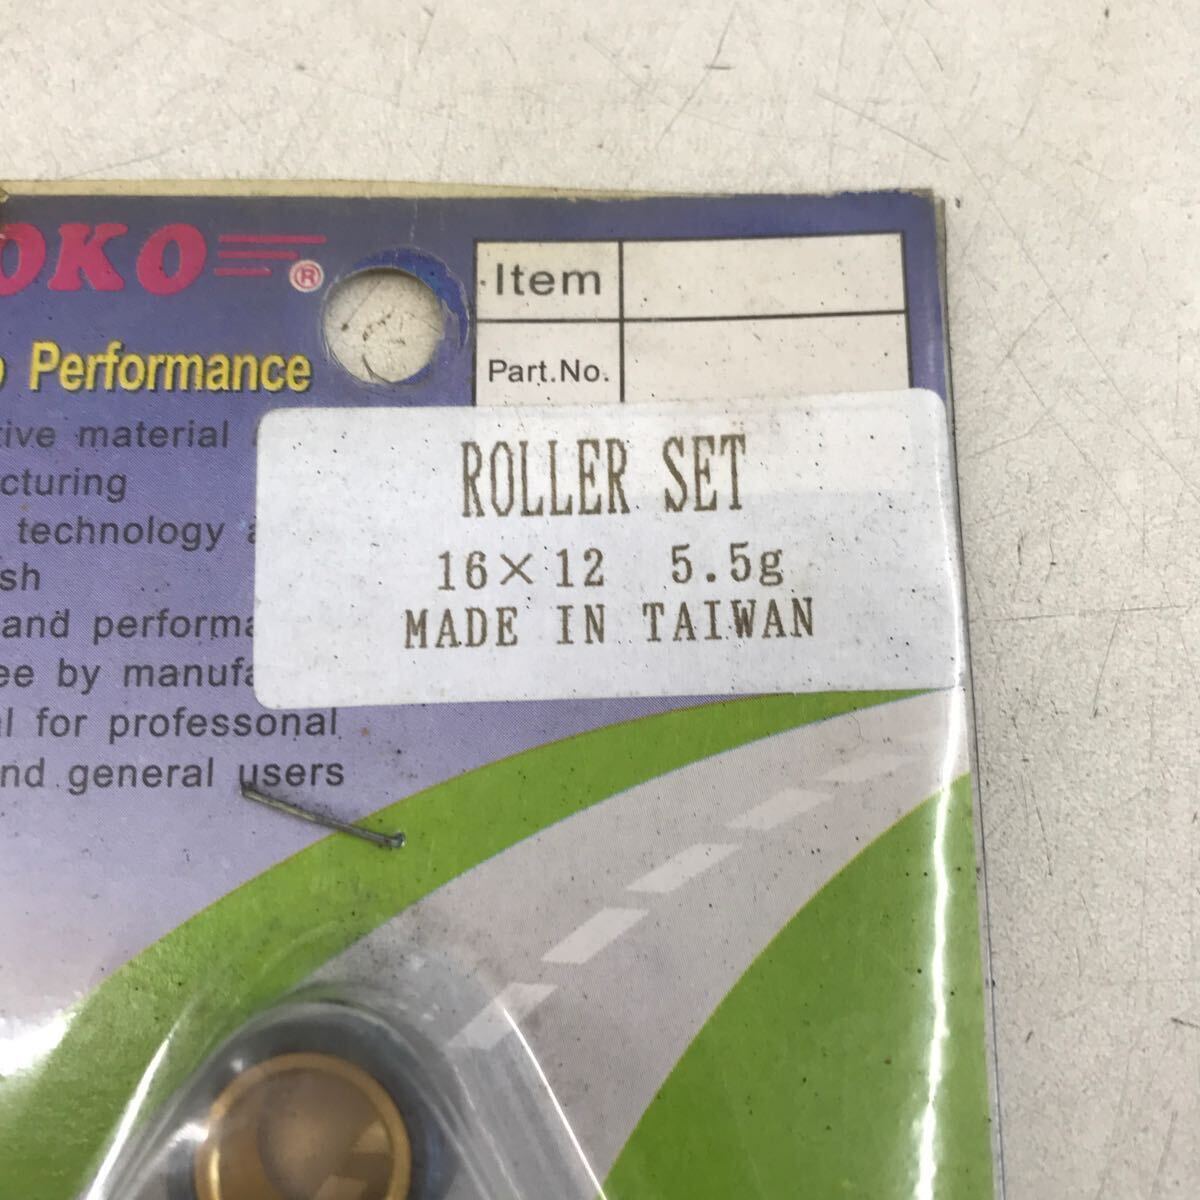 OKO ®
Item
Performance
Part.No.
tive material
cturing
technology
sh
and performa
ee by manufa
l for professonal
nd general users
ROLLER SET
16×12 5.5g
MADE IN TAIWAN